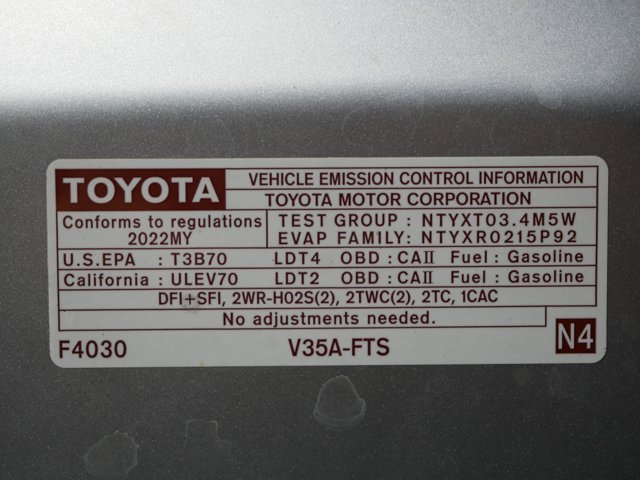 TOYOTA VEHICLE EMISSION CONTROL INFORMATION
TOYOTA MOTOR CORPORATION
Conforms to regulations TEST GROUP : NTYXT03.4M5W
2022MY EVAP FAMILY: NTYXR0215P92
U.S.EPA : T3B70 LDT4 OBD : CAII Fuel : Gasoline
California : ULEV70 LDT2 OBD : CAII Fuel : Gasoline
DFI+SFI, 2WR-HO2S(2), 2TWC(2), 2TC, 1CAC
No adjustments needed.
F4030 V35A-FTS N4